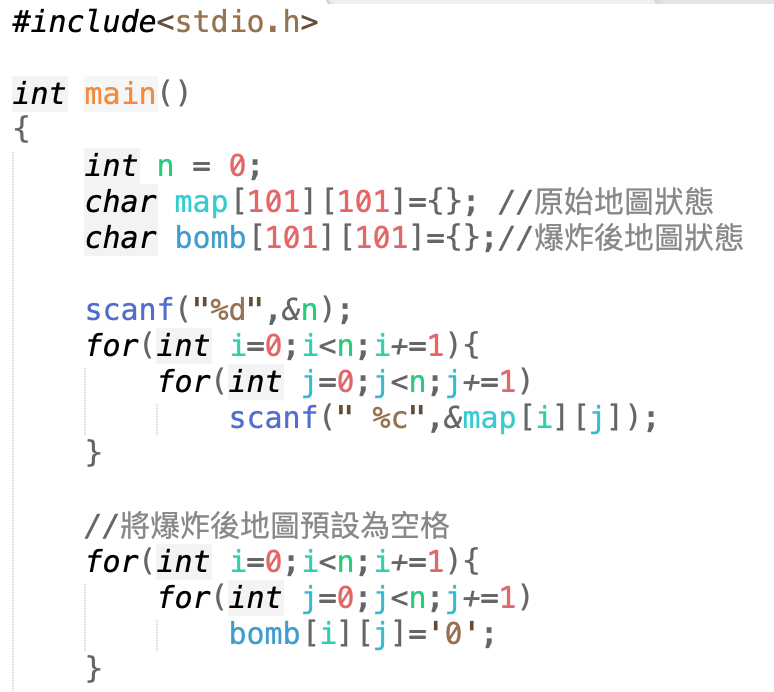 #include<stdio.h>
int main()
{
int n = 0;
char map[101][101]={}; //原始地圖狀態
char bomb[101][101]={};//爆炸後地圖狀態
scanf("%d",&n);
for(int i=0;i<n;i+=1){
for(int j=0;j<n;j+=1)
scanf(" %c",&map[i][j]);
}
//將爆炸後地圖預設為空格
for(int i=0;i<n;i+=1){
for(int j=0;j<n;j+=1)
bomb[i][j]='0';
}